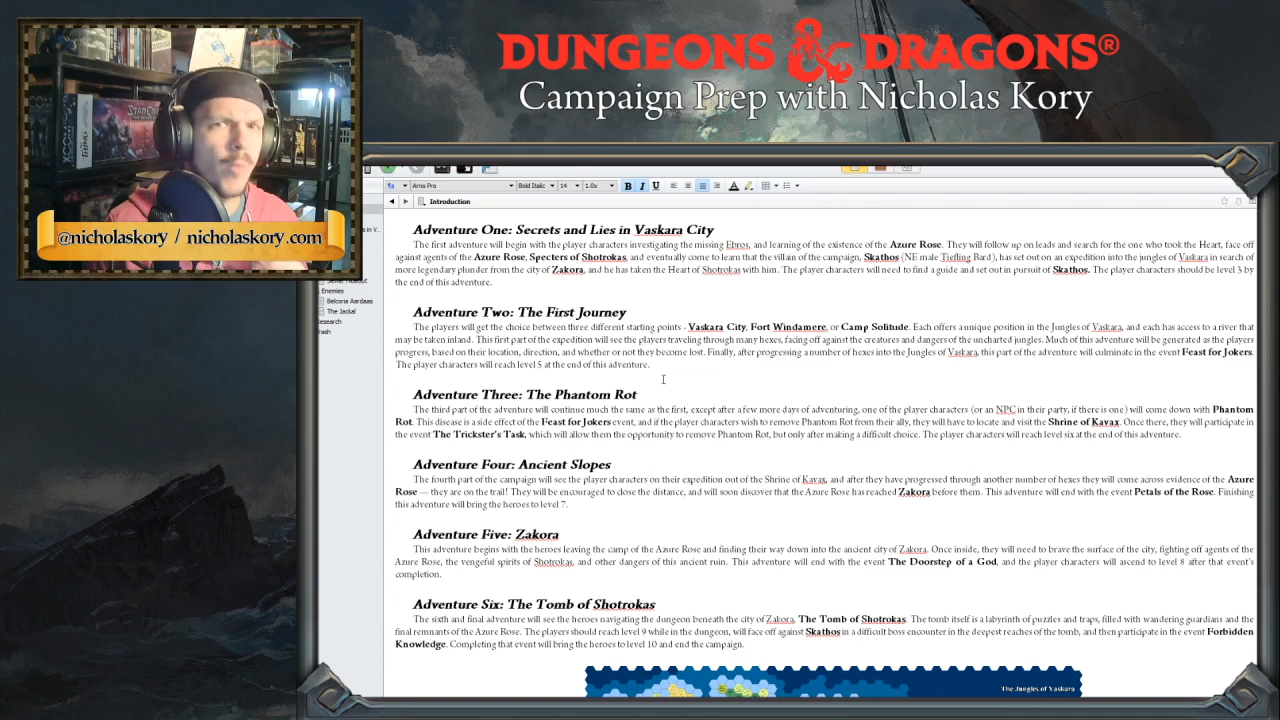 DUNGEONS & DRAGONS®
Campaign Prep with Nicholas Kory
STARCRAFT
XCOM
@nicholaskory / nicholaskory.com
Arno Pro
Bold Italic
14
1.0x
B I U
Introduction
Enemies
Belcoria Aardaas
The Jackal
Adventure One: Secrets and Lies in Vaskara City
The first adventure will begin with the player characters investigating the missing Ebros, and learning of the existence of the Azure Rose. They will follow up on leads and search for the one who took the Heart, face off
against agents of the Azure Rose, Specters of Shotrokas, and eventually come to learn that the villain of the campaign, Skathos (NE male Tiefling Bard), has set out on an expedition into the jungles of Vaskara in search of
more legendary plunder from the city of Zakora, and he has taken the Heart of Shotrokas with him. The player characters will need to find a guide and set out in pursuit of Skathos. The player characters should be level 3 by
the end of this adventure.
Adventure Two: The First Journey
The players will get the choice between three different starting points - Vaskara City, Fort Windamere, or Camp Solitude. Each offers a unique position in the Jungles of Vaskara, and each has access to a river that
may be taken inland. This first part of the expedition will see the players traveling through many hexes, facing off against the creatures and dangers of the uncharted jungles. Much of this adventure will be generated as the players
progress, based on their location, direction, and whether or not they become lost. Finally, after progressing a number of hexes into the Jungles of Vaskara, this part of the adventure will culminate in the event Feast for Jokers.
The player characters will reach level 5 at the end of this adventure.
Adventure Three: The Phantom Rot
The third part of the adventure will continue much the same as the first, except after a few more days of adventuring, one of the player characters (or an NPC in their party, if there is one) will come down with Phantom
Rot. This disease is a side effect of the Feast for Jokers event, and if the player characters wish to remove Phantom Rot from their ally, they will have to locate and visit the Shrine of Kavax. Once there, they will participate in
the event The Trickster's Task, which will allow them the opportunity to remove Phantom Rot, but only after making a difficult choice. The player characters will reach level six at the end of this adventure.
Adventure Four: Ancient Slopes
The fourth part of the campaign will see the player characters on their expedition out of the Shrine of Kavax, and after they have progressed through another number of hexes they will come across evidence of the Azure
Rose — they are on the trail! They will be encouraged to close the distance, and will soon discover that the Azure Rose has reached Zakora before them. This adventure will end with the event Petals of the Rose. Finishing
this adventure will bring the heroes to level 7.
Adventure Five: Zakora
This adventure begins with the heroes leaving the camp of the Azure Rose and finding their way down into the ancient city of Zakora. Once inside, they will need to brave the surface of the city, fighting off agents of the
Azure Rose, the vengeful spirits of Shotrokas, and other dangers of this ancient ruin. This adventure will end with the event The Doorstep of a God, and the player characters will ascend to level 8 after that event's
completion.
Adventure Six: The Tomb of Shotrokas
The sixth and final adventure will see the heroes navigating the dungeon beneath the city of Zakora, The Tomb of Shotrokas. The tomb itself is a labyrinth of puzzles and traps, filled with wandering guardians and the
final remnants of the Azure Rose. The players should reach level 9 while in the dungeon, will face off against Skathos in a difficult boss encounter in the deepest reaches of the tomb, and then participate in the event Forbidden
Knowledge. Completing that event will bring the heroes to level 10 and end the campaign.
The Jungles of Vaskara